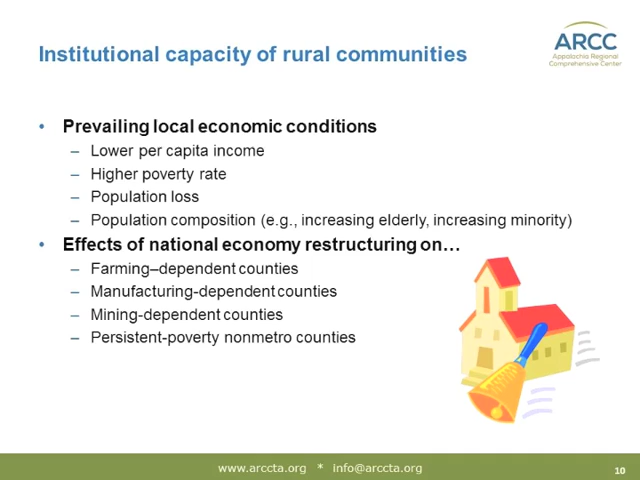 Institutional capacity of rural communities
ARCC
Appalachia Regional
Comprehensive Center
• Prevailing local economic conditions
– Lower per capita income
– Higher poverty rate
– Population loss
– Population composition (e.g., increasing elderly, increasing minority)
• Effects of national economy restructuring on…
– Farming–dependent counties
– Manufacturing-dependent counties
– Mining-dependent counties
– Persistent-poverty nonmetro counties
www.arccta.org * info@arccta.org
10